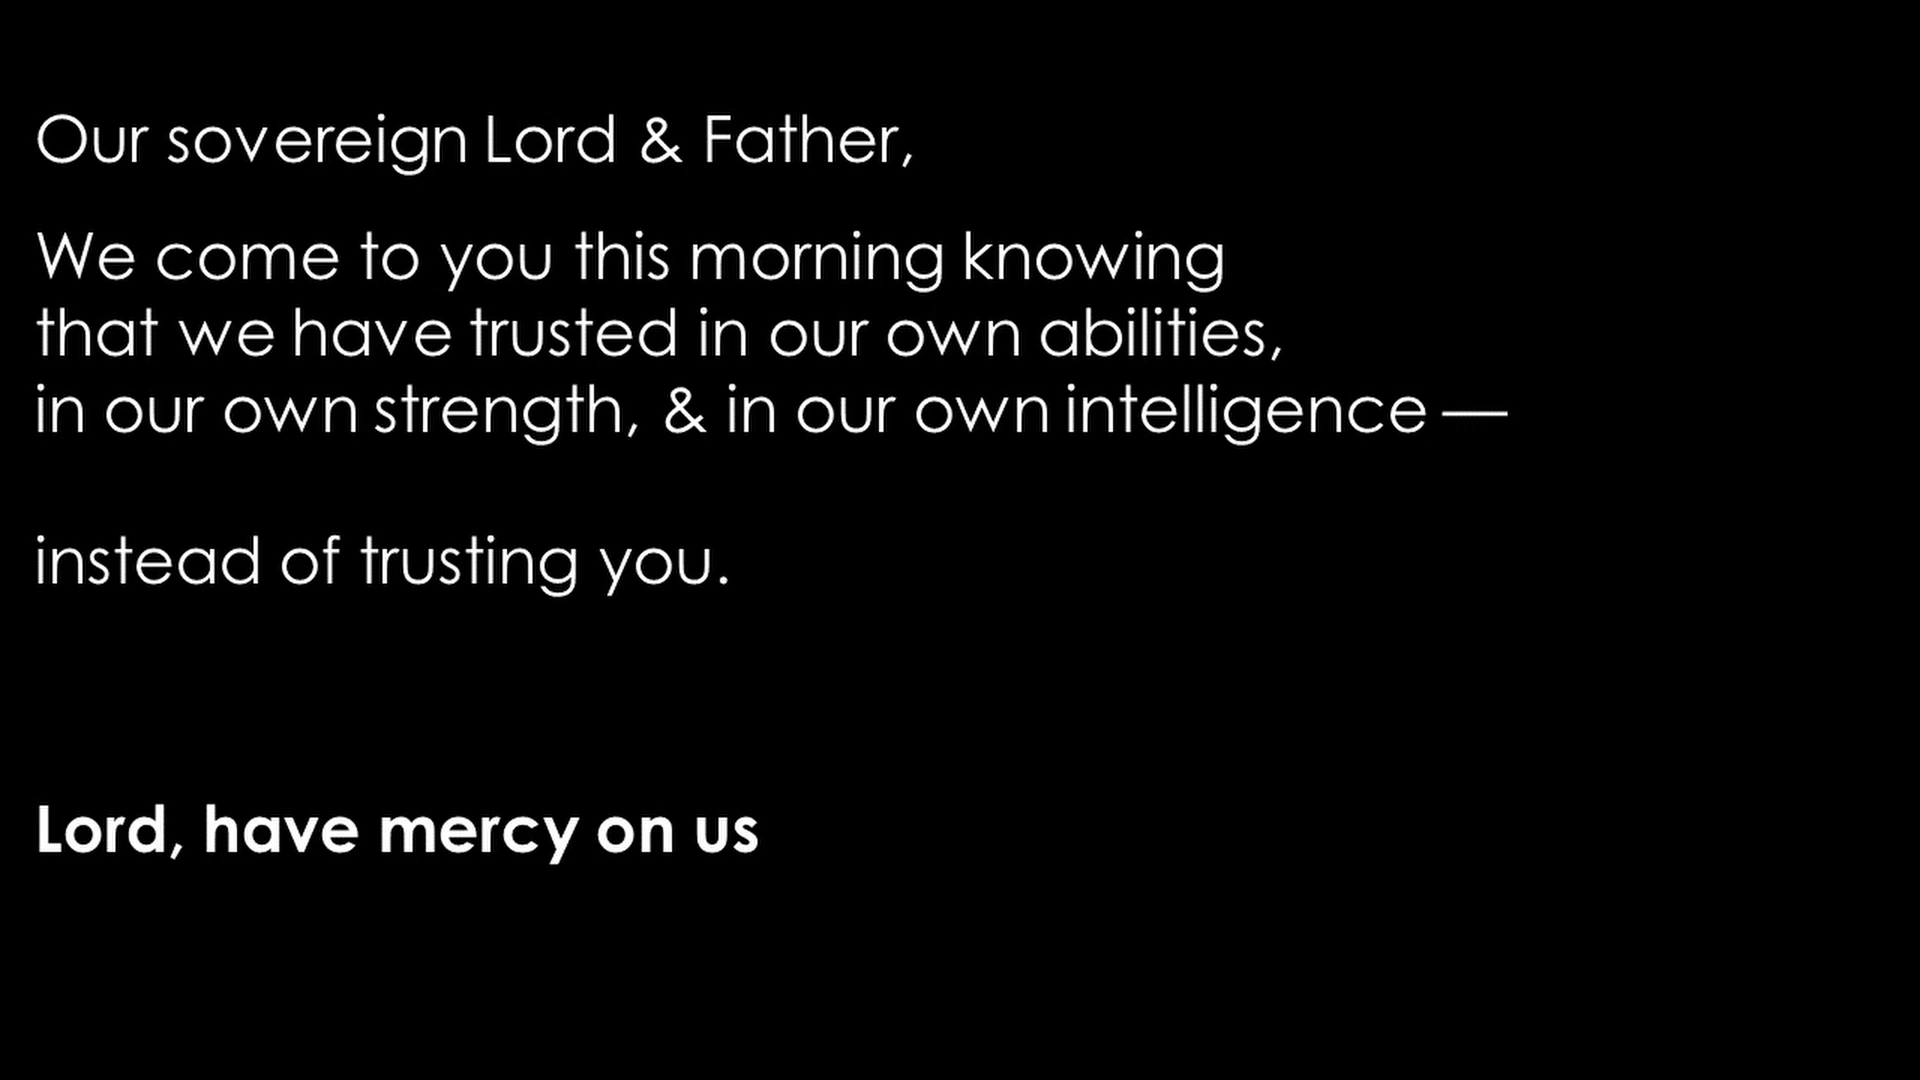 Our sovereign Lord & Father,
We come to you this morning knowing
that we have trusted in our own abilities,
in our own strength, & in our own intelligence —
instead of trusting you.
Lord, have mercy on us